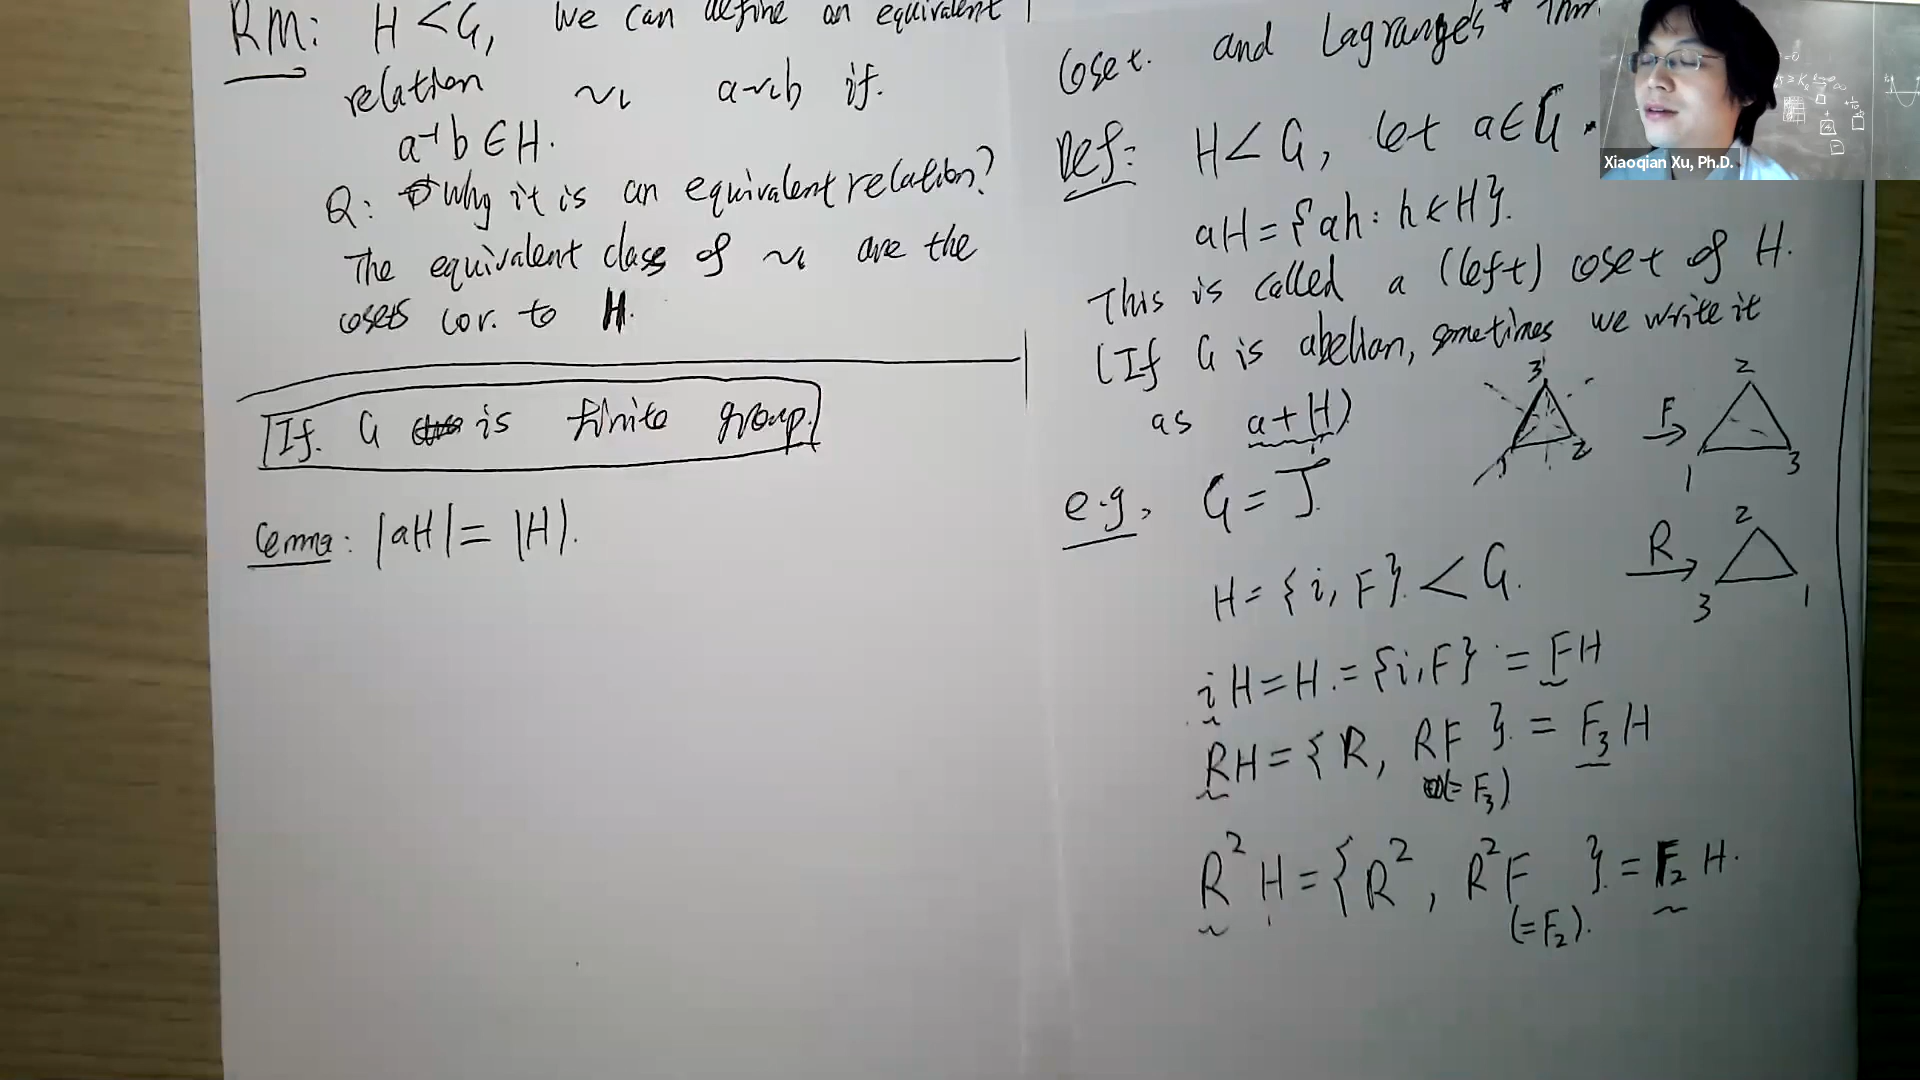 RM: H < G, we can define an equivalent
relation ~L a ~L b if.
a⁻¹b ∈ H.
Q: Why it is an equivalent relation?
The equivalent class of ~L are the
cosets cor. to H.
If. G is finite group.
Lemma: |aH| = |H|.
Coset. and Lagranges' Thm.
Def: H < G, let a ∈ G.
aH = {ah : h ∈ H}.
This is called a (left) coset of H.
(If G is abelian, sometimes we write it
as a + H)
3
1 2
F→
2
1 3
R→
2
3 1
e.g,
H = {i, F} < G.
iH = H. = {i, F} = FH
RH = {R, RF}. = F₃H
(= F₃)
R²H = {R², R²F}. = F₂H.
(= F₂).
Xiaoqian Xu, Ph.D.